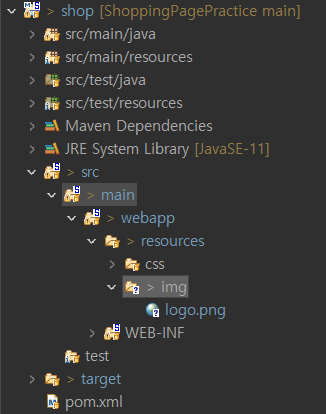 > shop [ShoppingPagePractice main]
src/main/java
src/main/resources
src/test/java
src/test/resources
Maven Dependencies
JRE System Library [JavaSE-11]
> src
> main
> webapp
> resources
css
> img
logo.png
WEB-INF
test
> target
pom.xml